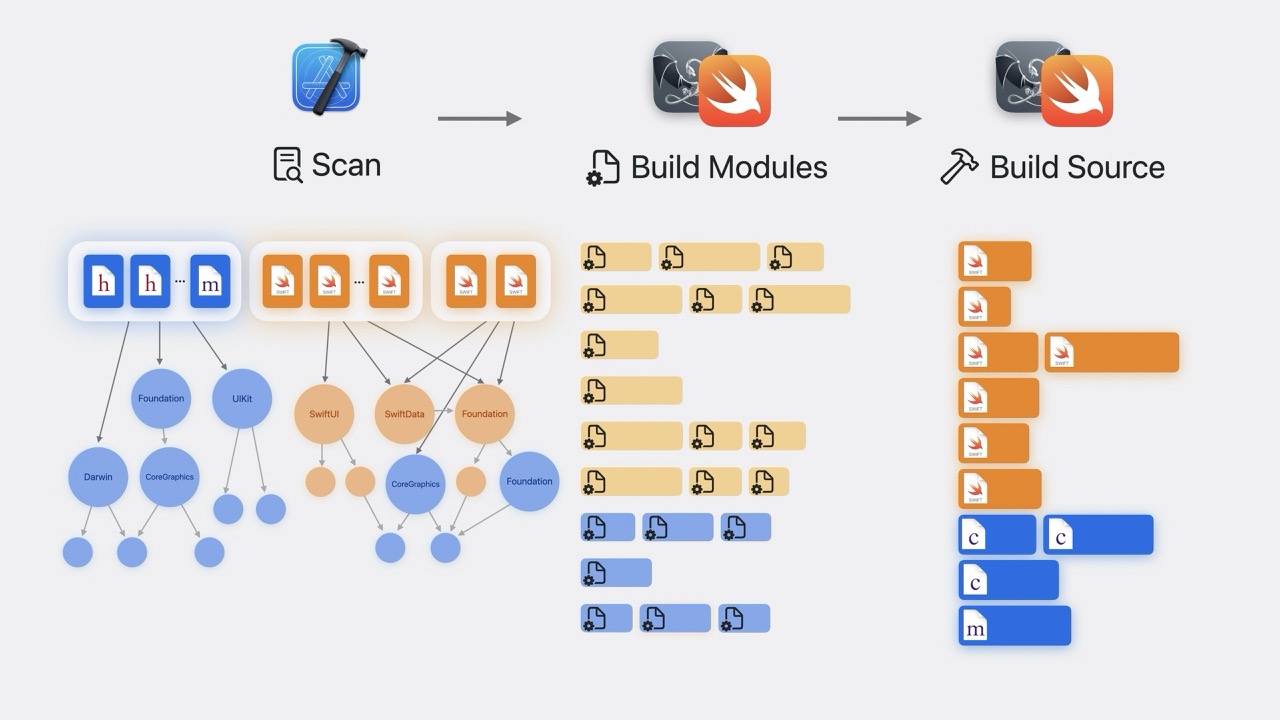 Scan
Build Modules
Build Source
h
h
...
m
SWIFT
SWIFT
...
SWIFT
SWIFT
SWIFT
Foundation
UIKit
SwiftUI
SwiftData
Foundation
Darwin
CoreGraphics
CoreGraphics
Foundation
SWIFT
SWIFT
SWIFT
SWIFT
SWIFT
SWIFT
SWIFT
c
c
c
m